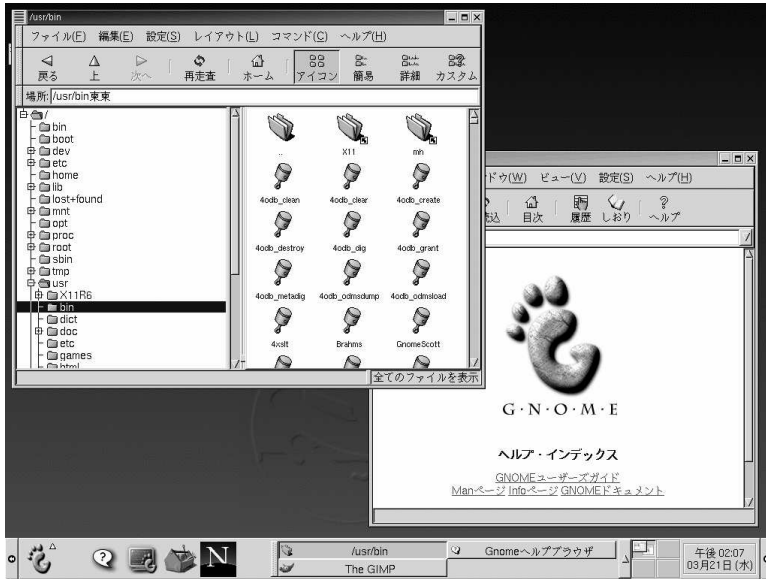 /usr/bin
ファイル(F) 編集(E) 設定(S) レイアウト(L) コマンド(C) ヘルプ(H)
戻る 上 次へ 再走査 ホーム アイコン 簡易 詳細 カスタム
場所: /usr/bin東東
/
bin
boot
dev
etc
home
lib
lost+found
mnt
opt
proc
root
sbin
tmp
usr
X11R6
bin
dict
doc
etc
games
html
.. X11 mh
4odb_clean 4odb_clear 4odb_create
4odb_destroy 4odb_dig 4odb_grant
4odb_metadig 4odb_odmsdump 4odb_odmsload
4xslt Brahms GnomeScott
全てのファイルを表示
ドウ(W) ビュー(V) 設定(S) ヘルプ(H)
目次 履歴 しおり ヘルプ
G·N·O·M·E
ヘルプ・インデックス
GNOMEユーザーズガイド
Manページ Infoページ GNOMEドキュメント
N
/usr/bin
The GIMP
Gnomeヘルプブラウザ
午後 02:07
03月21日 (水)